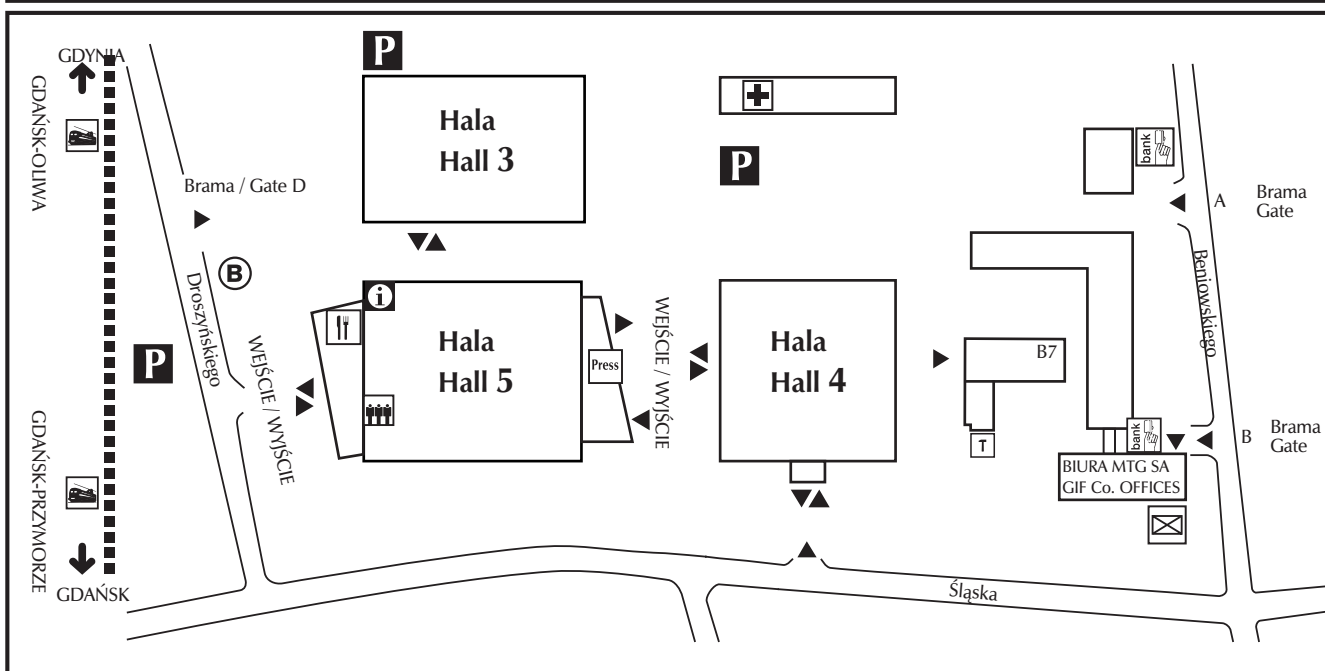 GDYNIA
GDAŃSK-OLIWA
P
Hala
Hall 3
P
bank
Brama / Gate D
A
Brama
Gate
B
Droszyńskiego
Beniowskiego
i
Hala
Hall 5
Press
WEJŚCIE / WYJŚCIE
WEJŚCIE / WYJŚCIE
Hala
Hall 4
B7
P
T
bank
B
Brama
Gate
BIURA MTG SA
GIF Co. OFFICES
GDAŃSK-PRZYMORZE
GDAŃSK
Śląska